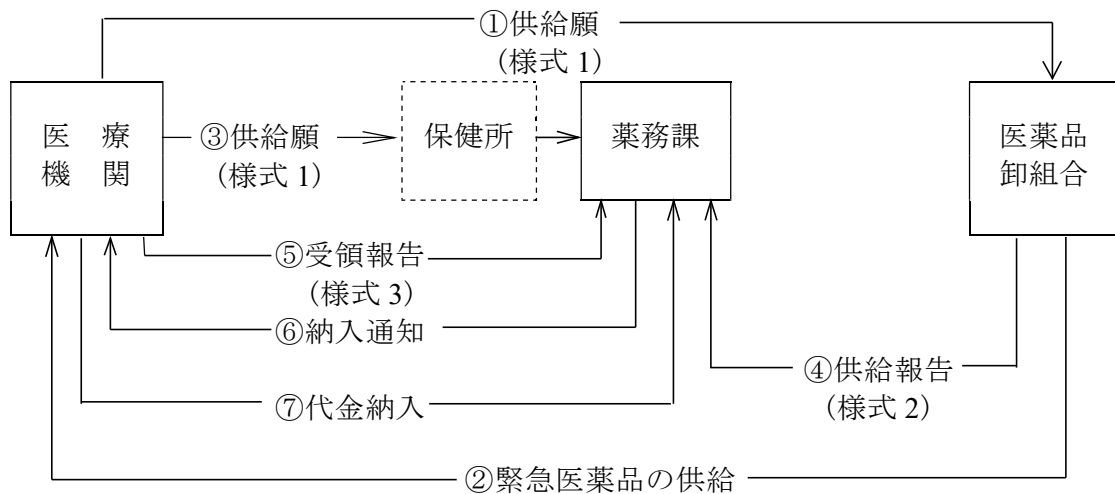 ①供給願
（様式 1）
医 療
機 関
③供給願
（様式 1）
保健所
薬務課
医薬品
卸組合
⑤受領報告
（様式 3）
⑥納入通知
④供給報告
（様式 2）
⑦代金納入
②緊急医薬品の供給